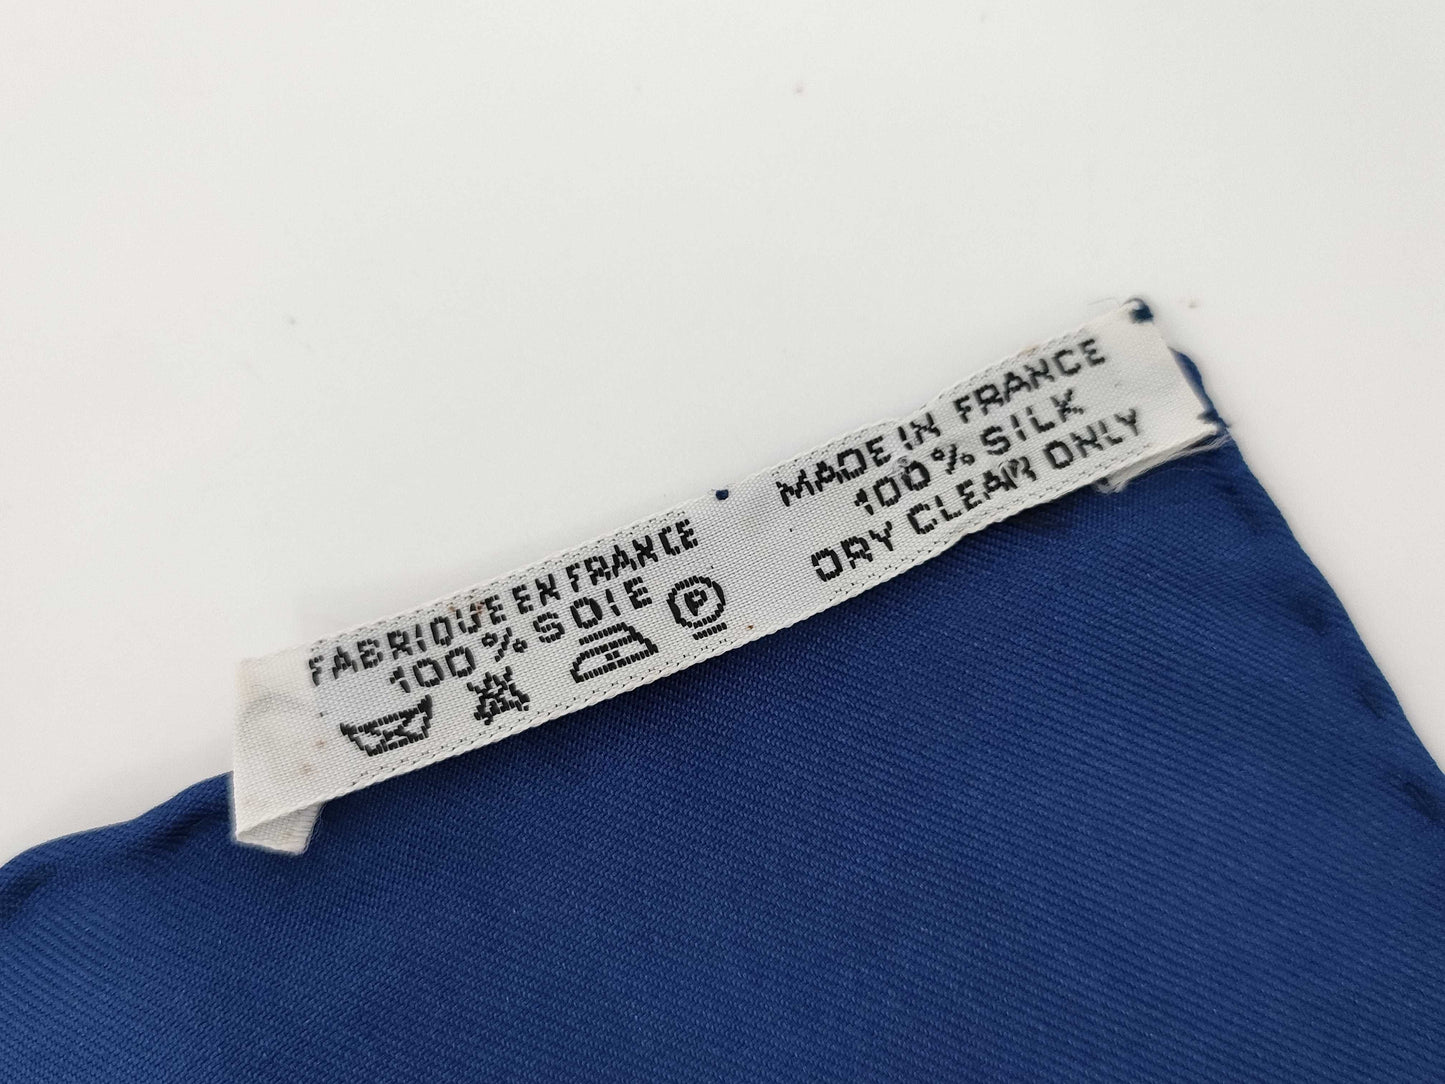 FABRIQUE EN FRANCE
100% SOIE
P
MADE IN FRANCE
100% SILK
DRY CLEAN ONLY